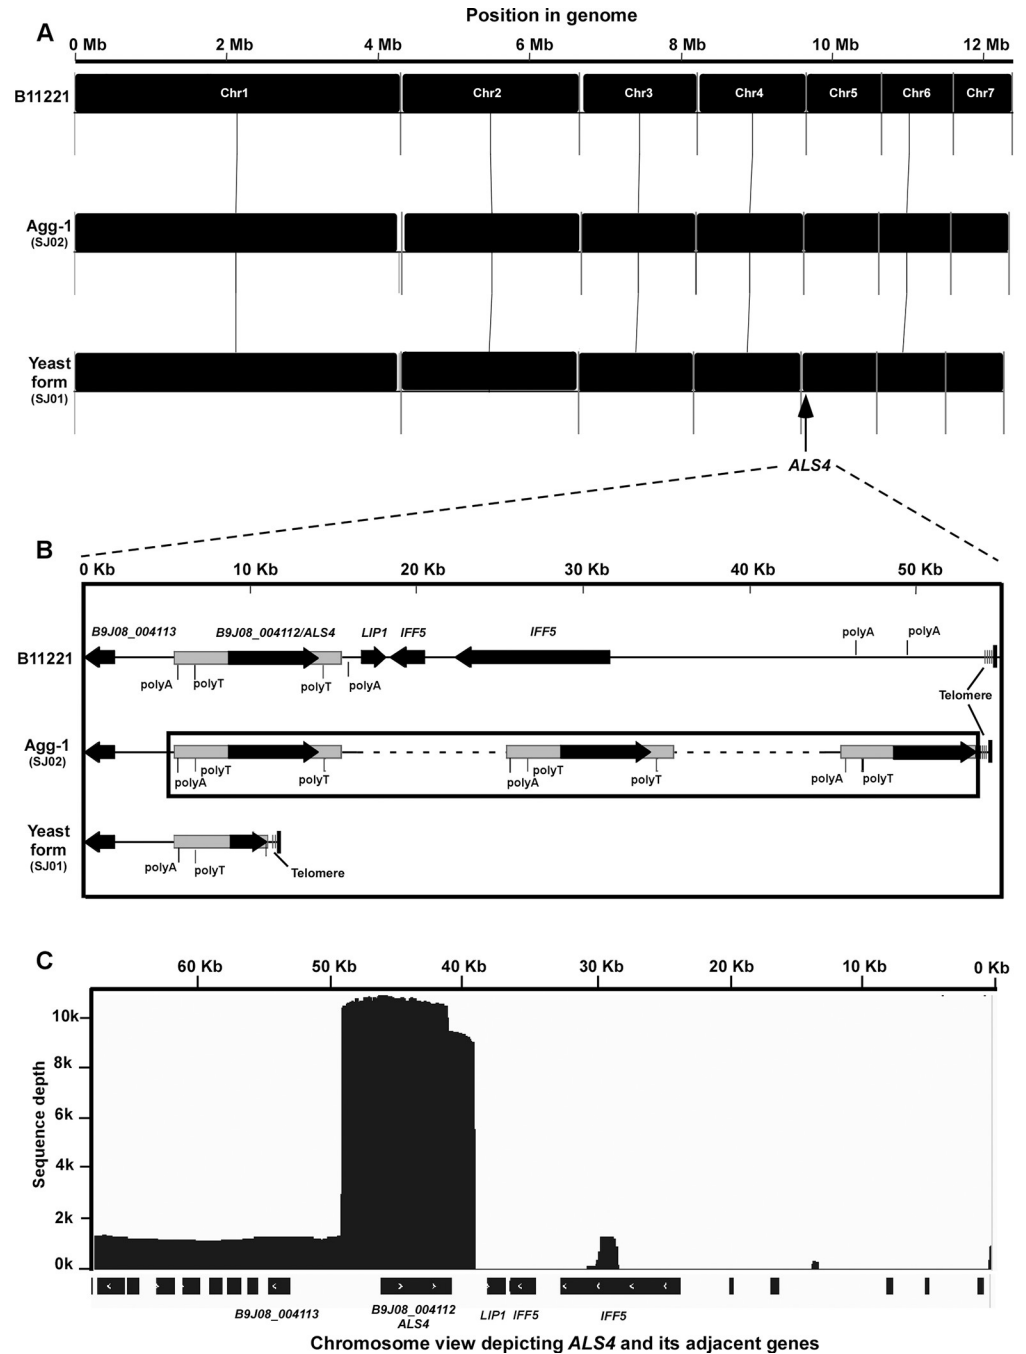 A
Position in genome
0 Mb 2 Mb 4 Mb 6 Mb 8 Mb 10 Mb 12 Mb
B11221
Chr1 Chr2 Chr3 Chr4 Chr5 Chr6 Chr7
Agg-1
(SJ02)
Yeast
form
(SJ01)
ALS4
B
0 Kb 10 Kb 20 Kb 30 Kb 40 Kb 50 Kb
B9J08_004113 B9J08_004112/ALS4 LIP1 IFF5 IFF5 polyA polyA
B11221
polyA polyT polyT polyA
Telomere
Agg-1
(SJ02)
polyT polyT
polyA polyT polyA polyT polyA polyT
Yeast
form
(SJ01)
polyA polyT Telomere
C
60 Kb 50 Kb 40 Kb 30 Kb 20 Kb 10 Kb 0 Kb
Sequence depth
10k
8k
6k
4k
2k
0k
B9J08_004113 B9J08_004112 LIP1 IFF5 IFF5
ALS4
Chromosome view depicting ALS4 and its adjacent genes